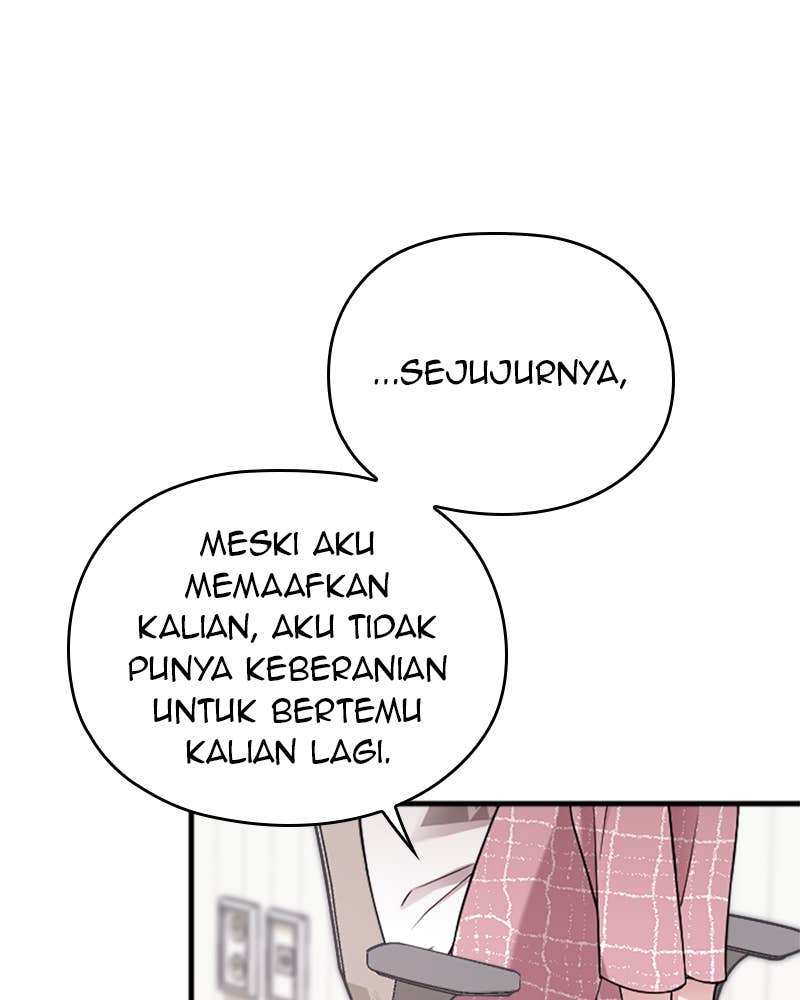 ...SEJUJURNYA,
MESKI AKU
MEMAAFKAN
KALIAN, AKU TIDAK
PUNYA KEBERANIAN
UNTUK BERTEMU
KALIAN LAGI.